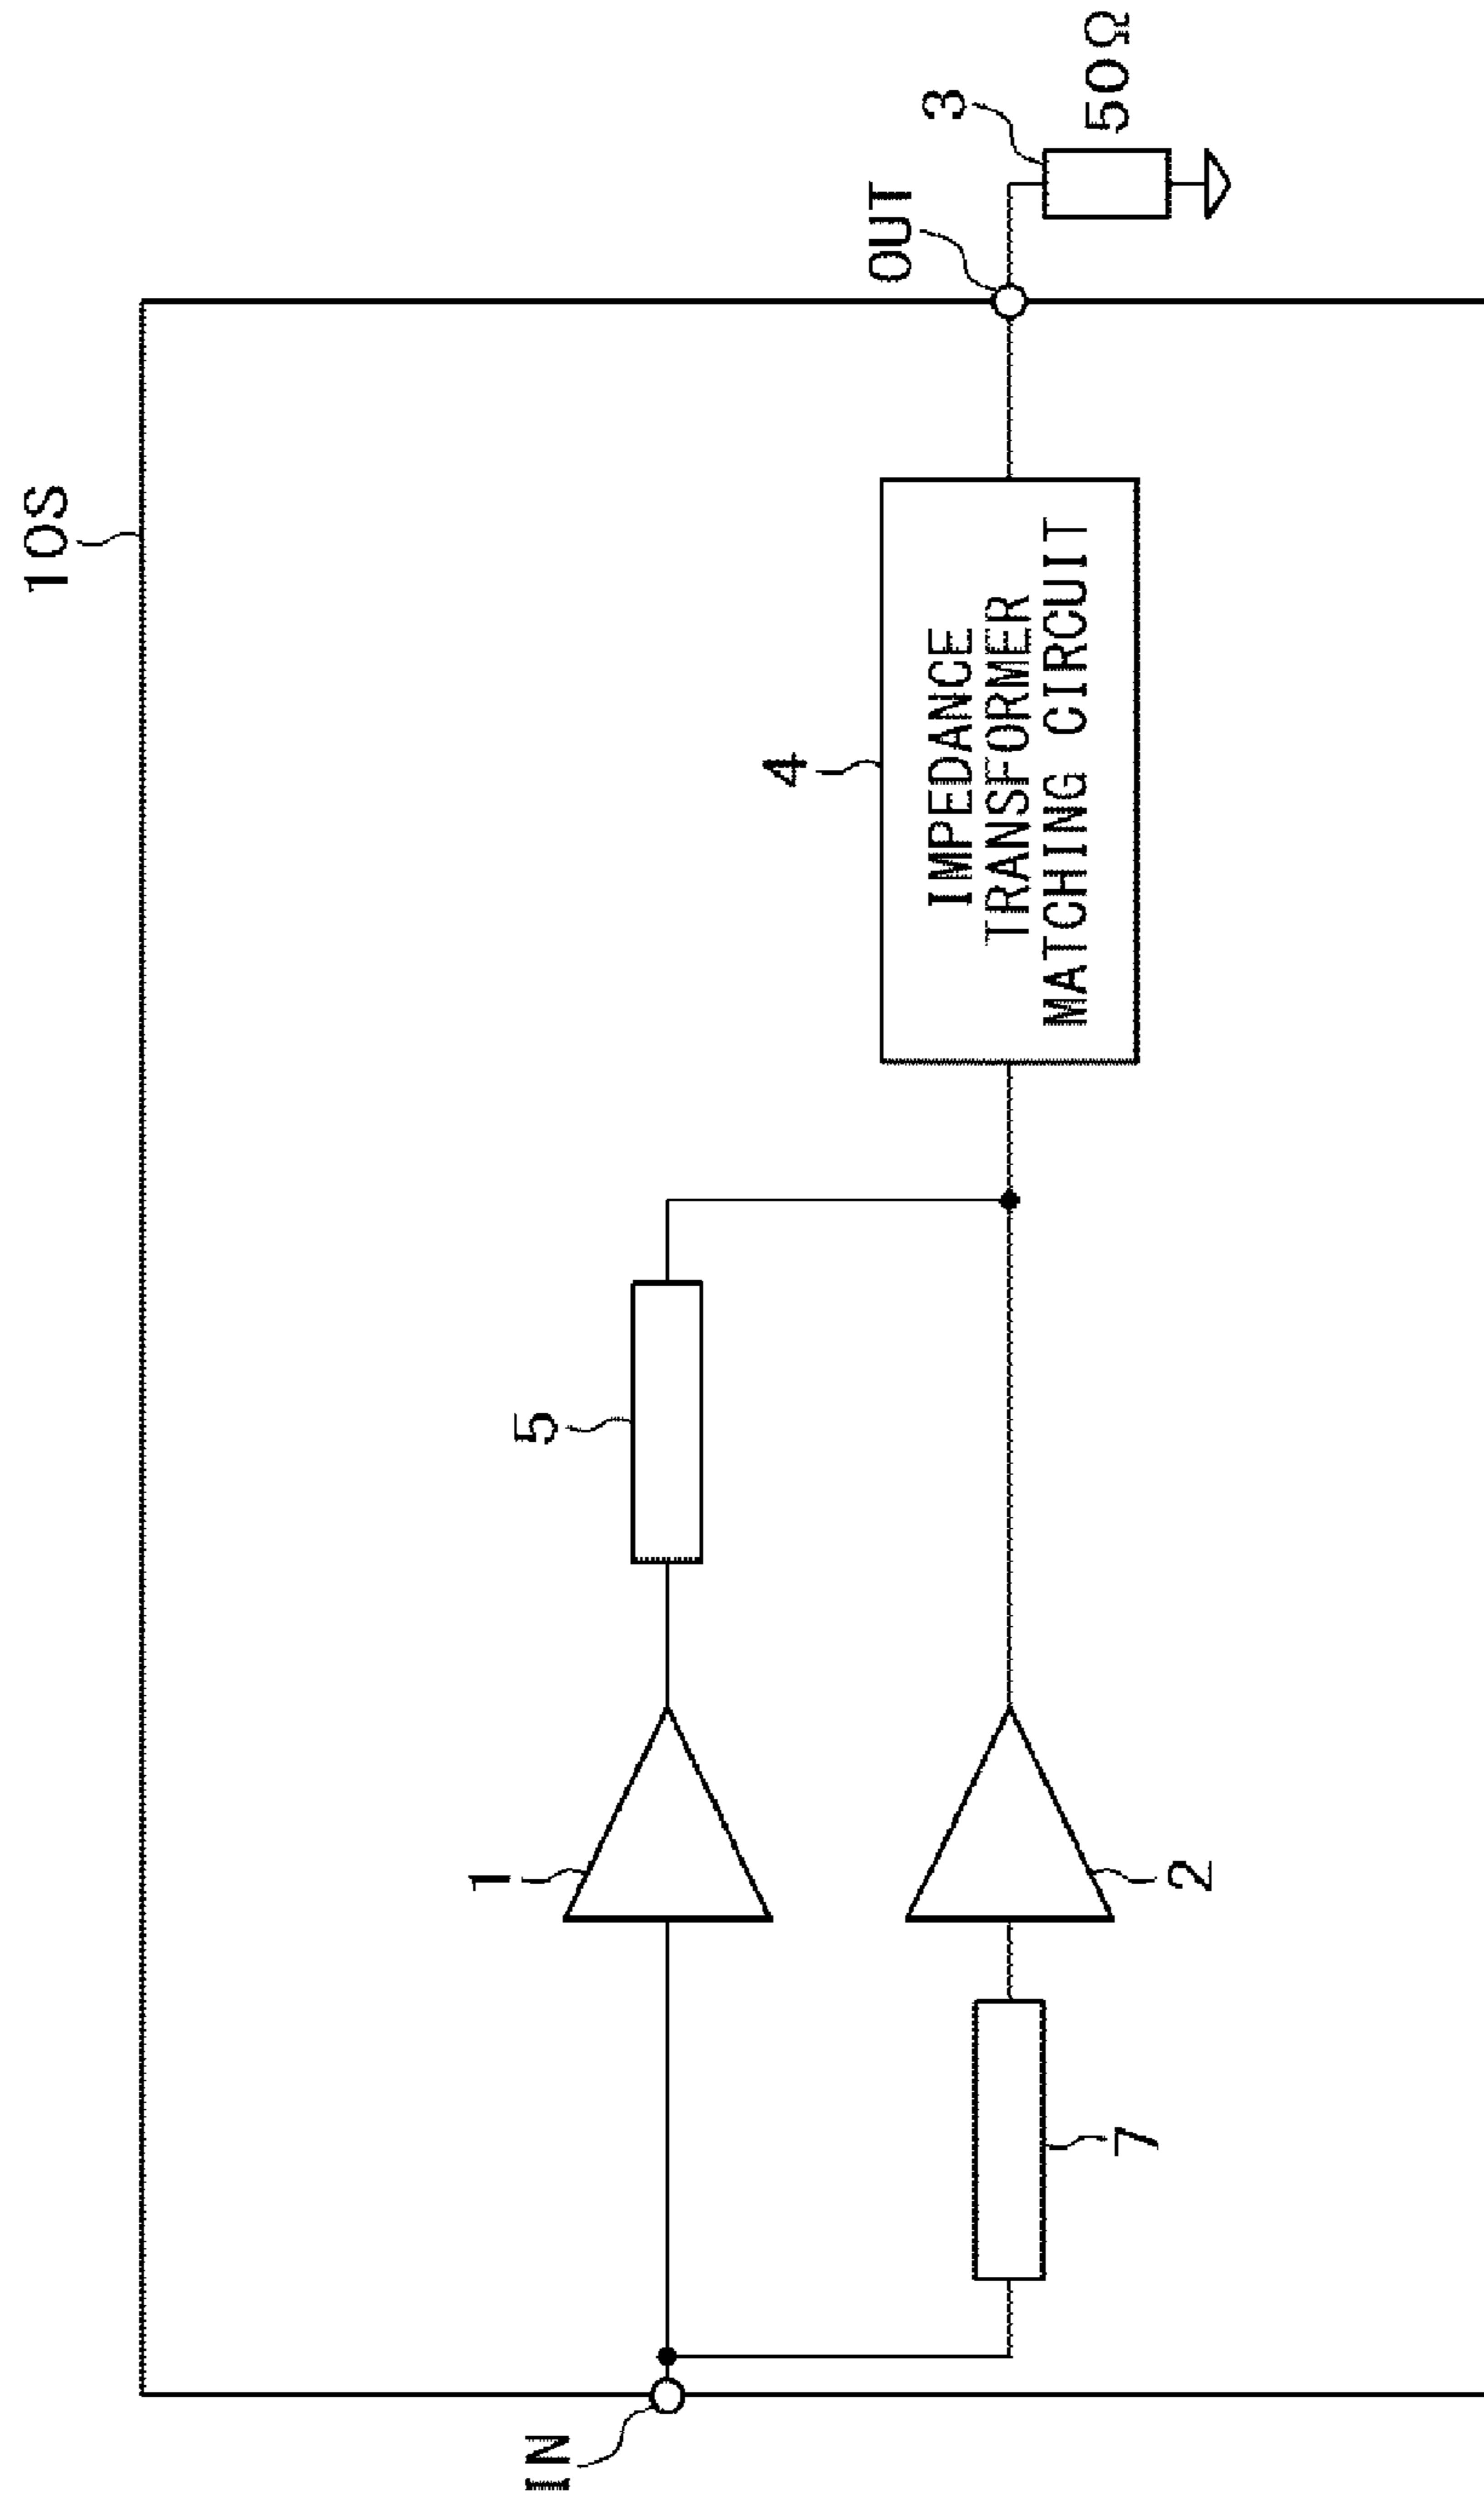 10S
OUT
3
50Ω
4
IMPEDANCE
TRANSFORMER
MATCHING CIRCUIT
5
1
2
7
IN